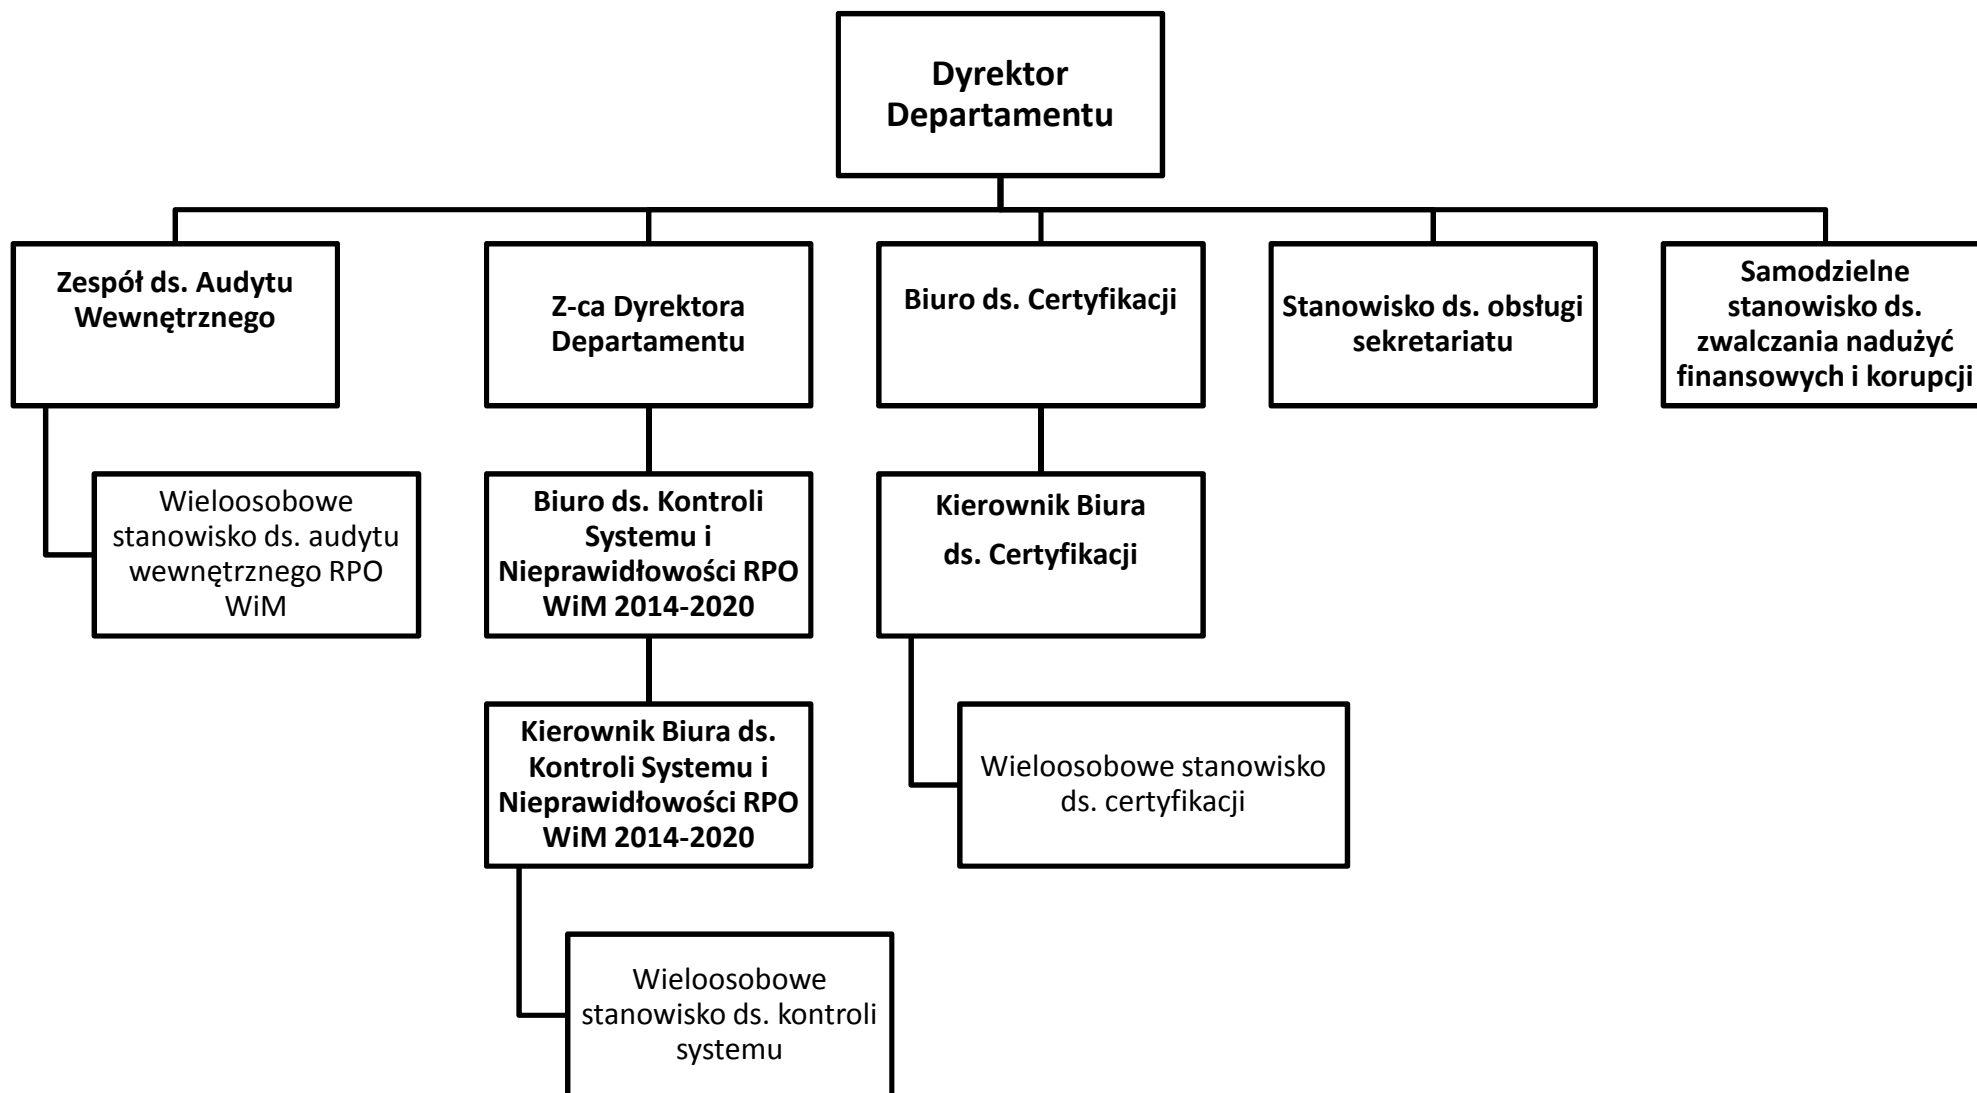 Dyrektor
Departamentu
Zespół ds. Audytu
Wewnętrznego
Z-ca Dyrektora
Departamentu
Biuro ds. Certyfikacji
Stanowisko ds. obsługi
sekretariatu
Samodzielne
stanowisko ds.
zwalczania nadużyć
finansowych i korupcji
Wieloosobowe
stanowisko ds. audytu
wewnętrznego RPO
WiM
Biuro ds. Kontroli
Systemu i
Nieprawidłowości RPO
WiM 2014-2020
Kierownik Biura
ds. Certyfikacji
Kierownik Biura ds.
Kontroli Systemu i
Nieprawidłowości RPO
WiM 2014-2020
Wieloosobowe stanowisko
ds. certyfikacji
Wieloosobowe
stanowisko ds. kontroli
systemu